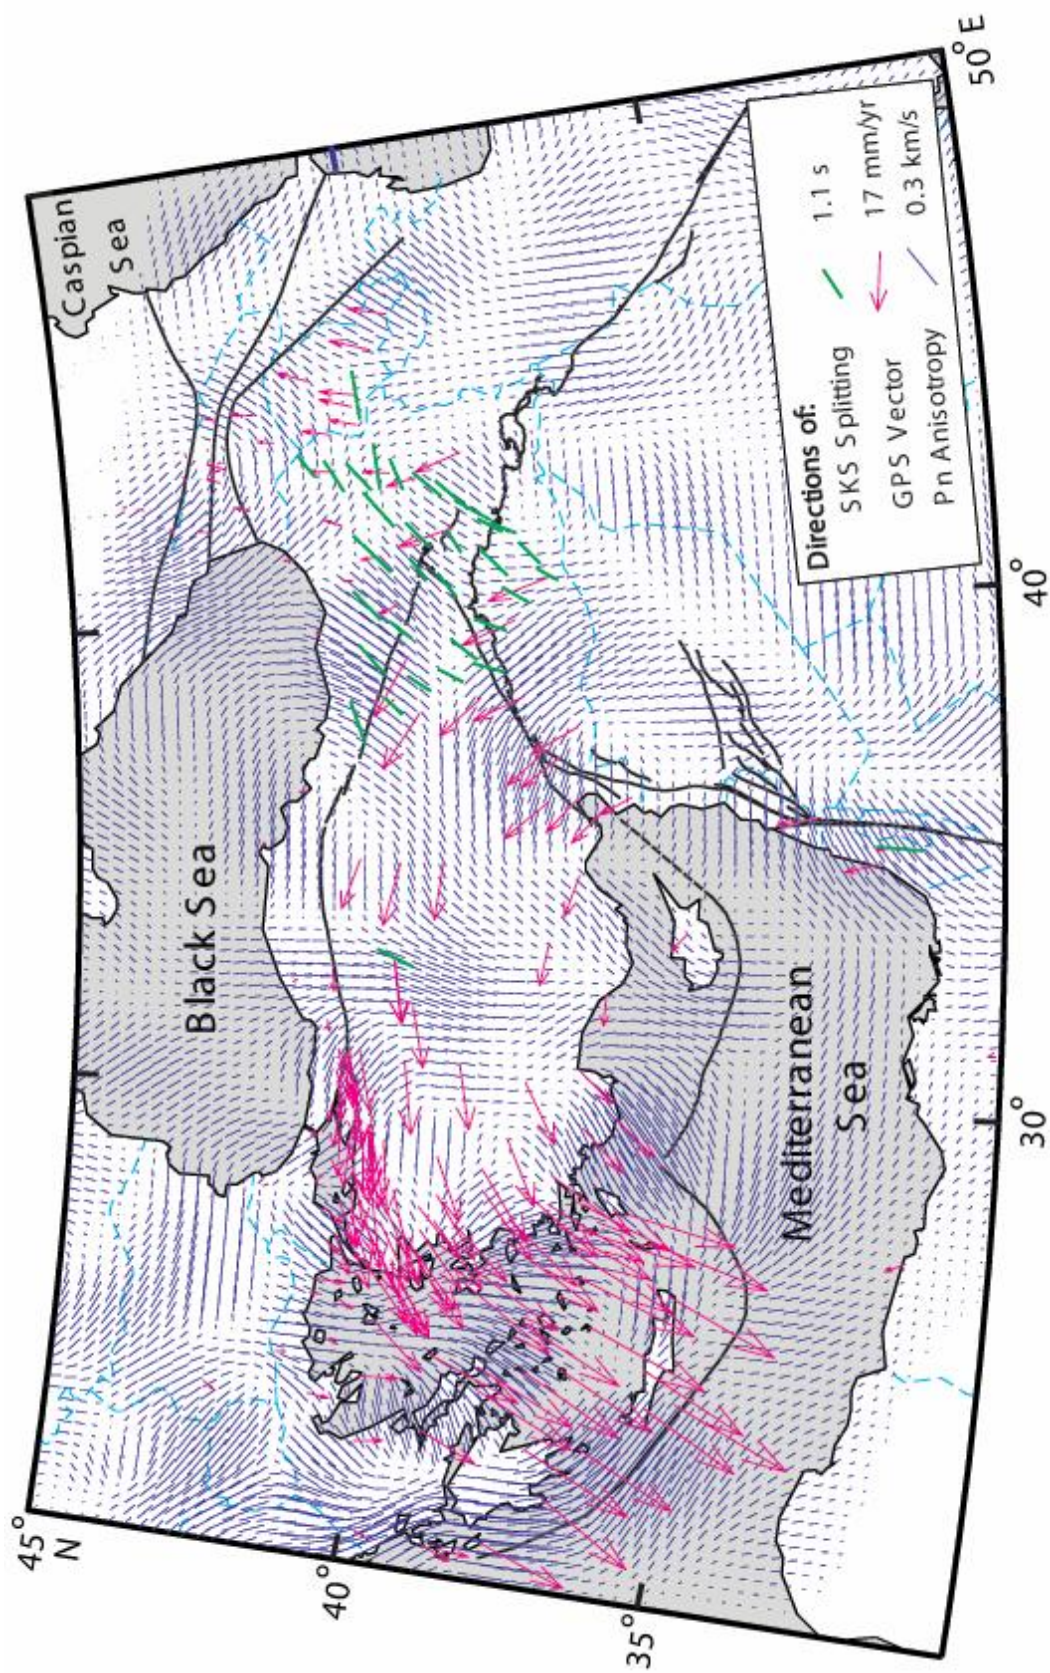 Caspian
Sea
Black Sea
Mediterranean
Sea
Directions of:
SKS Splitting 1.1 s
GPS Vector 17 mm/yr
Pn Anisotropy 0.3 km/s
45°
N
40°
35°
30°
40°
50° E